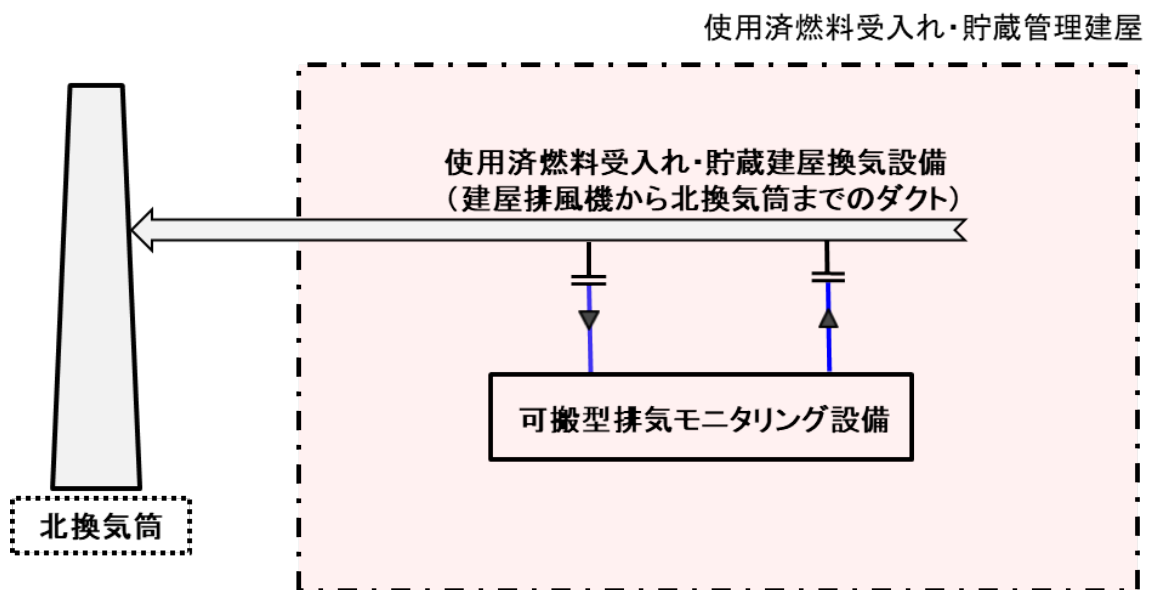 使用済燃料受入れ・貯蔵管理建屋
使用済燃料受入れ・貯蔵建屋換気設備
（建屋排風機から北換気筒までのダクト）
可搬型排気モニタリング設備
北換気筒